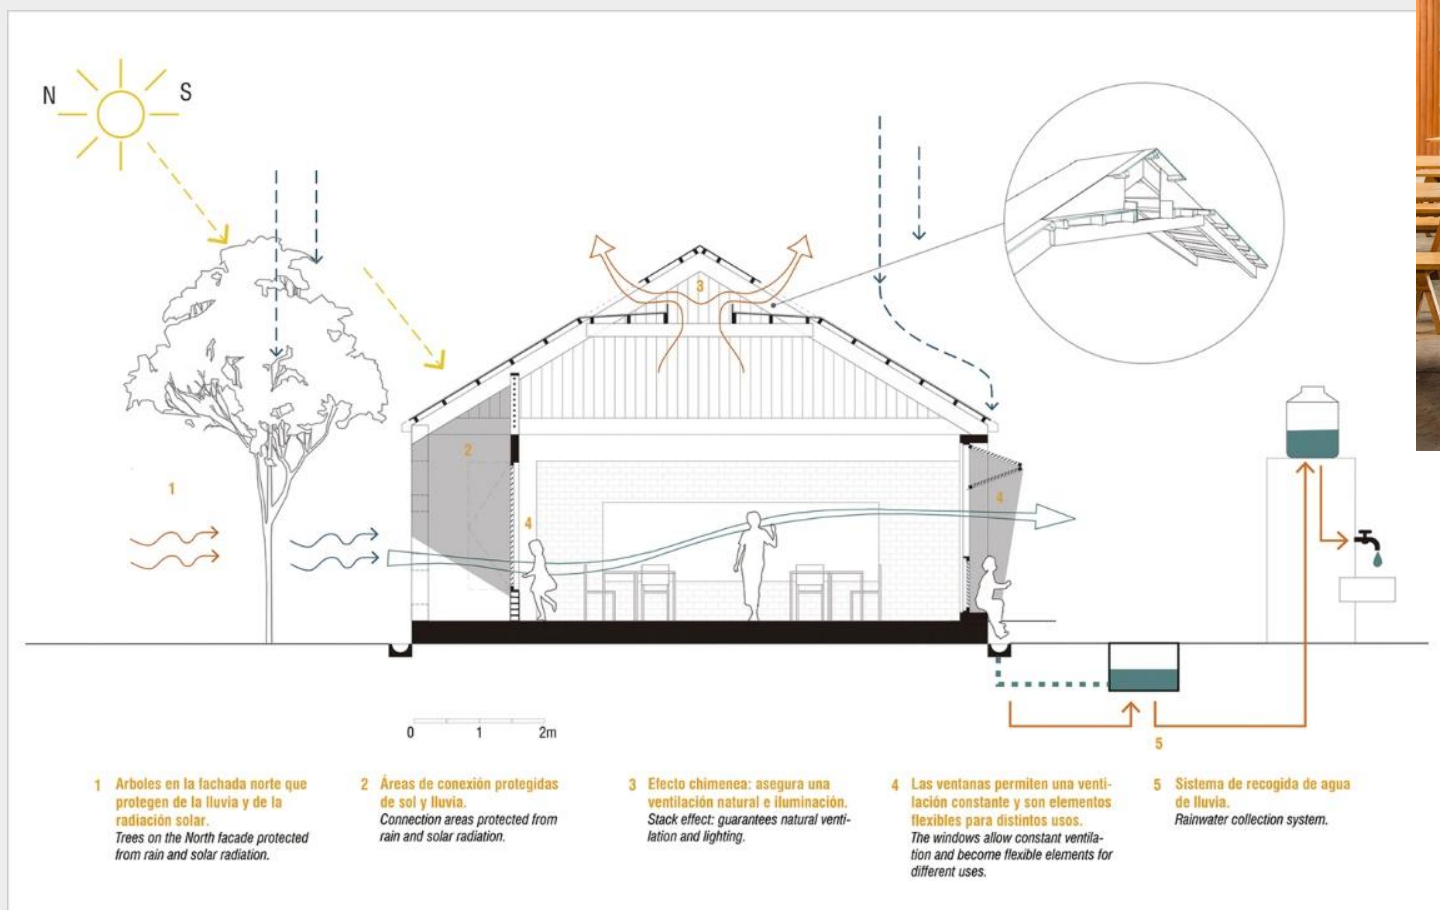 N
S
3
2
1
4
4
0
1
2m
5
1 Arboles en la fachada norte que
protegen de la lluvia y de la
radiación solar.
Trees on the North facade protected
from rain and solar radiation.
2 Áreas de conexión protegidas
de sol y lluvia.
Connection areas protected from
rain and solar radiation.
3 Efecto chimenea: asegura una
ventilación natural e iluminación.
Stack effect: guarantees natural venti-
lation and lighting.
4 Las ventanas permiten una venti-
lación constante y son elementos
flexibles para distintos usos.
The windows allow constant ventila-
tion and become flexible elements for
different uses.
5 Sistema de recogida de agua
de lluvia.
Rainwater collection system.